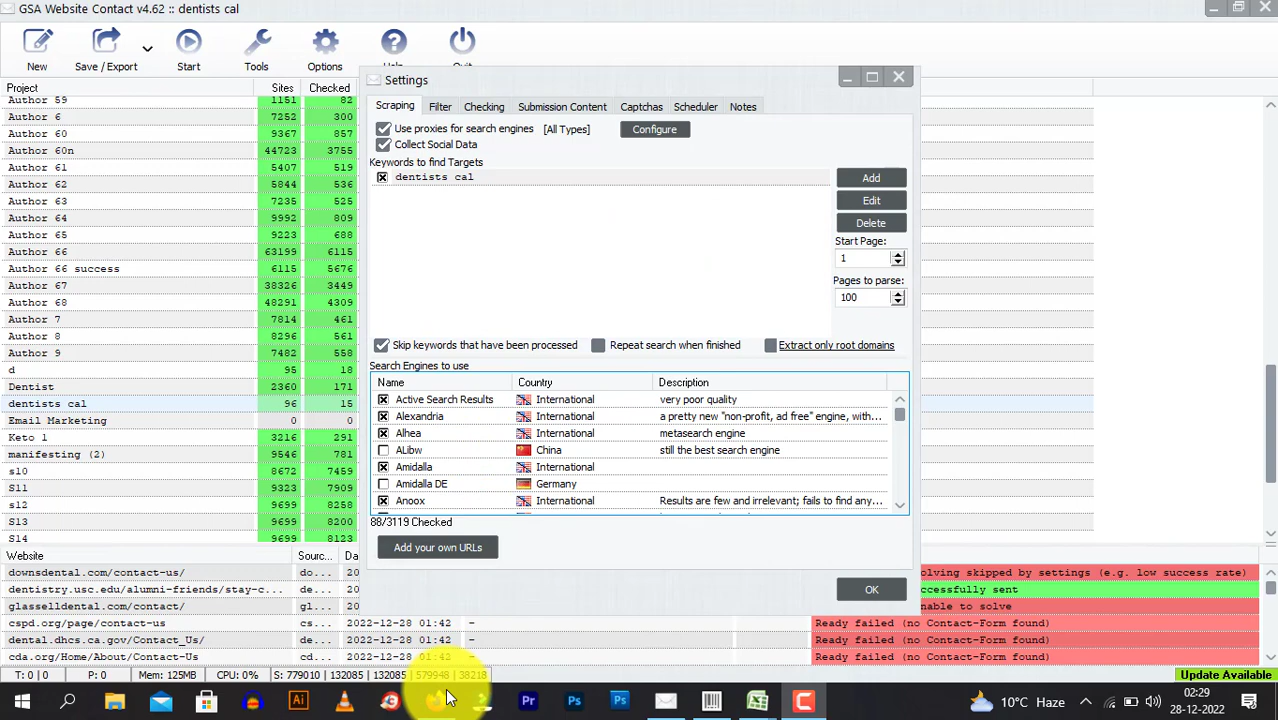 GSA Website Contact v4.62 :: dentists cal
New
Save / Export
Start
Tools
Options
Help
Quit
Settings
Project Sites Checked
Author 59 1151 82
Author 6 7252 300
Author 60 9367 857
Author 60n 44723 3755
Author 61 5407 519
Author 62 5844 536
Author 63 7235 525
Author 64 9992 809
Author 65 9223 688
Author 66 63199 6115
Author 66 success 6115 5676
Author 67 38326 3449
Author 68 48291 4309
Author 7 7814 461
Author 8 8296 561
Author 9 7482 558
d 95 18
Dentist 2360 171
dentists cal 96 15
Email Marketing 0 0
Keto 1 3216 291
manifesting (2) 9546 781
s10 8672 7459
S11 9323 7909
s12 9699 8258
S13 9699 8200
S14 9699 8123
Scraping Filter Checking Submission Content Captchas Scheduler Notes
Use proxies for search engines [All Types] Configure
Collect Social Data
Keywords to find Targets
dentists cal
Add
Edit
Delete
Start Page:
1
Pages to parse:
100
Skip keywords that have been processed Repeat search when finished Extract only root domains
Search Engines to use
Name Country Description
Active Search Results International very poor quality
Alexandria International a pretty new "non-profit, ad free" engine, with...
Alhea International metasearch engine
ALibw China still the best search engine
Amidalla International
Amidalla DE Germany
Anoox International Results are few and irrelevant; fails to find any...
88/3119 Checked
Add your own URLs
OK
Website Sourc... Da
downsdental.com/contact-us/ do... 20 olving skipped by settings (e.g. low success rate)
dentistry.usc.edu/alumni-friends/stay-c... de... 20 ccessfully sent
glasselldental.com/contact/ gl... 20 nable to solve
cspd.org/page/contact-us cs... 2022-12-28 01:42 - Ready failed (no Contact-Form found)
dental.dhcs.ca.gov/Contact_Us/ de... 2022-12-28 01:42 - Ready failed (no Contact-Form found)
cda.org/Home/About/Contact-Us cd... 2022-12-28 01:42 - Ready failed (no Contact-Form found)
T: 0 | 0 P: 0 Mem: 125MB CPU: 0% S: 779010 | 132085 | 132085 | 579948 | 38218 Update Available
Ai
Pr
Ps
Ps
10°C Haze
02:29
28-12-2022